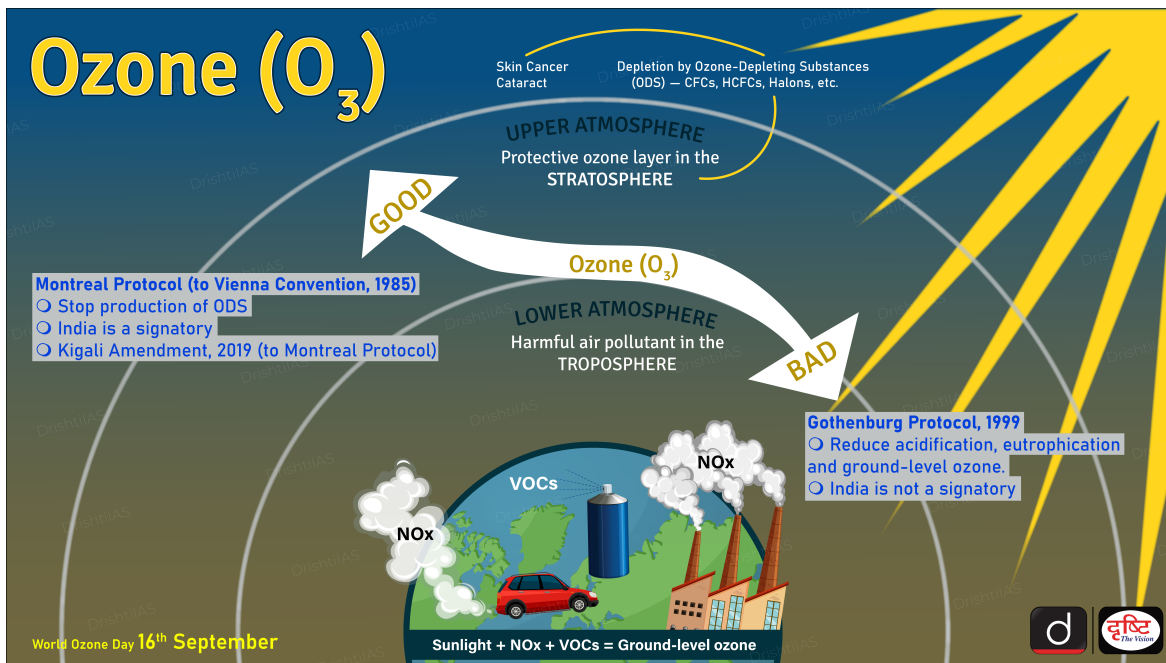 Ozone (O3)
Skin Cancer
Cataract
Depletion by Ozone-Depleting Substances
(ODS) — CFCs, HCFCs, Halons, etc.
UPPER ATMOSPHERE
Protective ozone layer in the
STRATOSPHERE
GOOD
Ozone (O3)
BAD
Montreal Protocol (to Vienna Convention, 1985)
❍ Stop production of ODS
❍ India is a signatory
❍ Kigali Amendment, 2019 (to Montreal Protocol)
LOWER ATMOSPHERE
Harmful air pollutant in the
TROPOSPHERE
Gothenburg Protocol, 1999
❍ Reduce acidification, eutrophication
and ground-level ozone.
❍ India is not a signatory
NOx
VOCs
NOx
Sunlight + NOx + VOCs = Ground-level ozone
World Ozone Day 16th September
d
दृष्टि
The Vision
DrishtiIAS